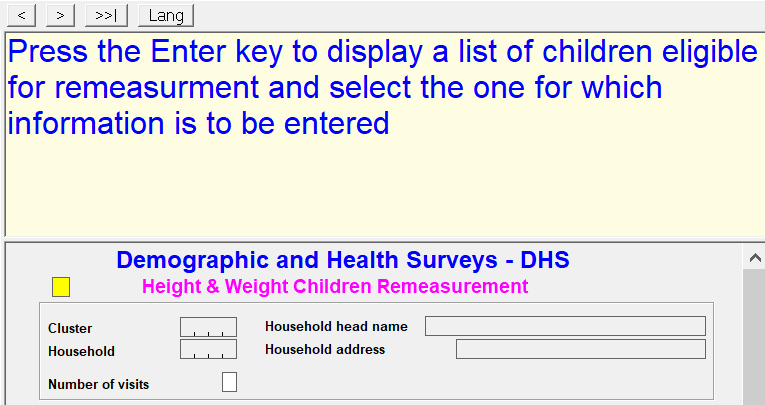 < > >>| Lang
Press the Enter key to display a list of children eligible
for remeasurment and select the one for which
information is to be entered
Demographic and Health Surveys - DHS
Height & Weight Children Remeasurement
Cluster Household head name
Household Household address
Number of visits